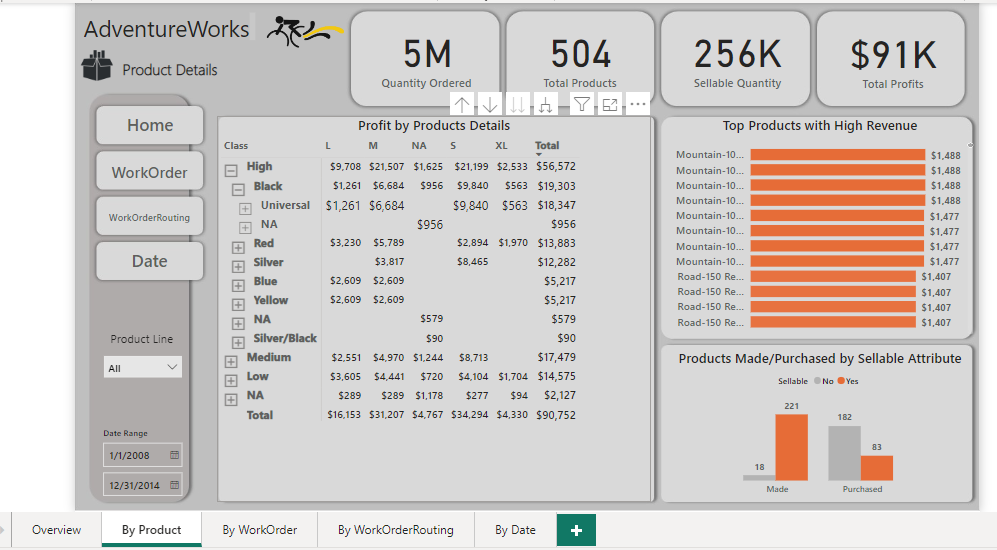 AdventureWorks
Product Details
5M
Quantity Ordered
504
Total Products
256K
Sellable Quantity
$91K
Total Profits
Home
WorkOrder
WorkOrderRouting
Date
Product Line
All
Date Range
1/1/2008
12/31/2014
Profit by Products Details
Class L M NA S XL Total
High $9,708 $21,507 $1,625 $21,199 $2,533 $56,572
Black $1,261 $6,684 $956 $9,840 $563 $19,303
Universal $1,261 $6,684 $9,840 $563 $18,347
NA $956 $956
Red $3,230 $5,789 $2,894 $1,970 $13,883
Silver $3,817 $8,465 $12,282
Blue $2,609 $2,609 $5,217
Yellow $2,609 $2,609 $5,217
NA $579 $579
Silver/Black $90 $90
Medium $2,551 $4,970 $1,244 $8,713 $17,479
Low $3,605 $4,441 $720 $4,104 $1,704 $14,575
NA $289 $289 $1,178 $277 $94 $2,127
Total $16,153 $31,207 $4,767 $34,294 $4,330 $90,752
Top Products with High Revenue
Mountain-10... $1,488
Mountain-10... $1,488
Mountain-10... $1,488
Mountain-10... $1,488
Mountain-10... $1,477
Mountain-10... $1,477
Mountain-10... $1,477
Mountain-10... $1,477
Road-150 Re... $1,407
Road-150 Re... $1,407
Road-150 Re... $1,407
Road-150 Re... $1,407
Products Made/Purchased by Sellable Attribute
Sellable No Yes
18 221 182 83
Made Purchased
Overview By Product By WorkOrder By WorkOrderRouting By Date +